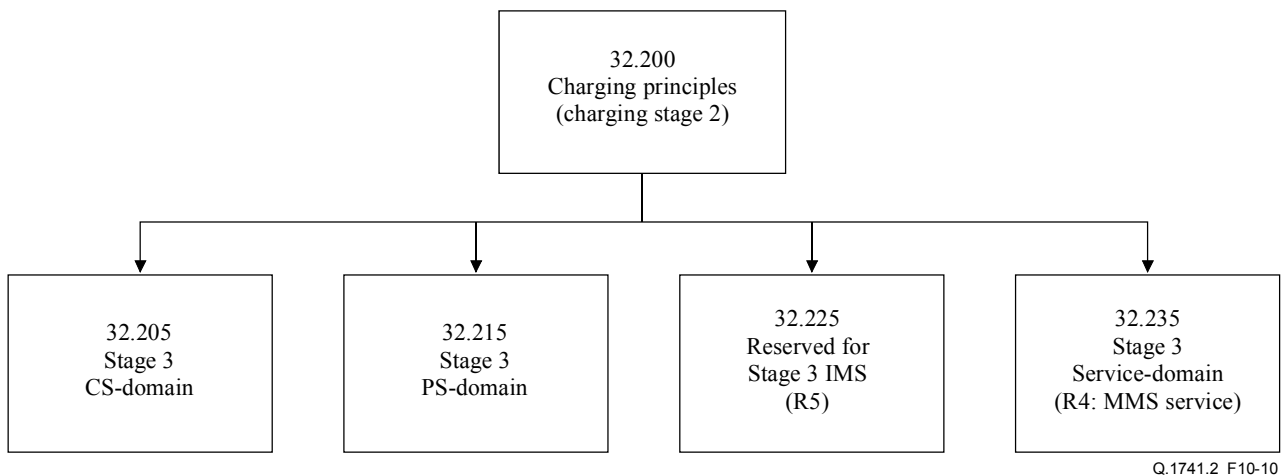 32.200
Charging principles
(charging stage 2)
32.205
Stage 3
CS-domain
32.215
Stage 3
PS-domain
32.225
Reserved for
Stage 3 IMS
(R5)
32.235
Stage 3
Service-domain
(R4: MMS service)
Q.1741.2_F10-10